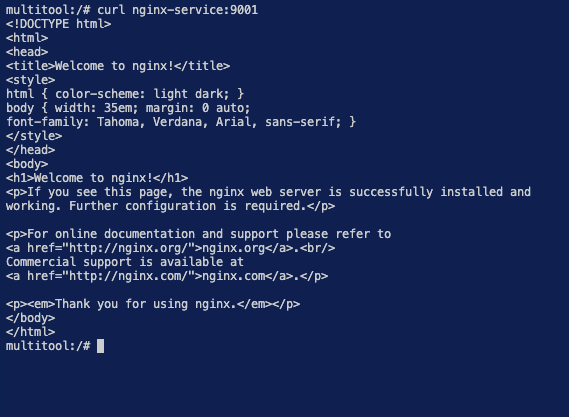 multitool:/# curl nginx-service:9001
<!DOCTYPE html>
<html>
<head>
<title>Welcome to nginx!</title>
<style>
html { color-scheme: light dark; }
body { width: 35em; margin: 0 auto;
font-family: Tahoma, Verdana, Arial, sans-serif; }
</style>
</head>
<body>
<h1>Welcome to nginx!</h1>
<p>If you see this page, the nginx web server is successfully installed and
working. Further configuration is required.</p>

<p>For online documentation and support please refer to
<a href="http://nginx.org/">nginx.org</a>.<br/>
Commercial support is available at
<a href="http://nginx.com/">nginx.com</a>.</p>

<p><em>Thank you for using nginx.</em></p>
</body>
</html>
multitool:/#